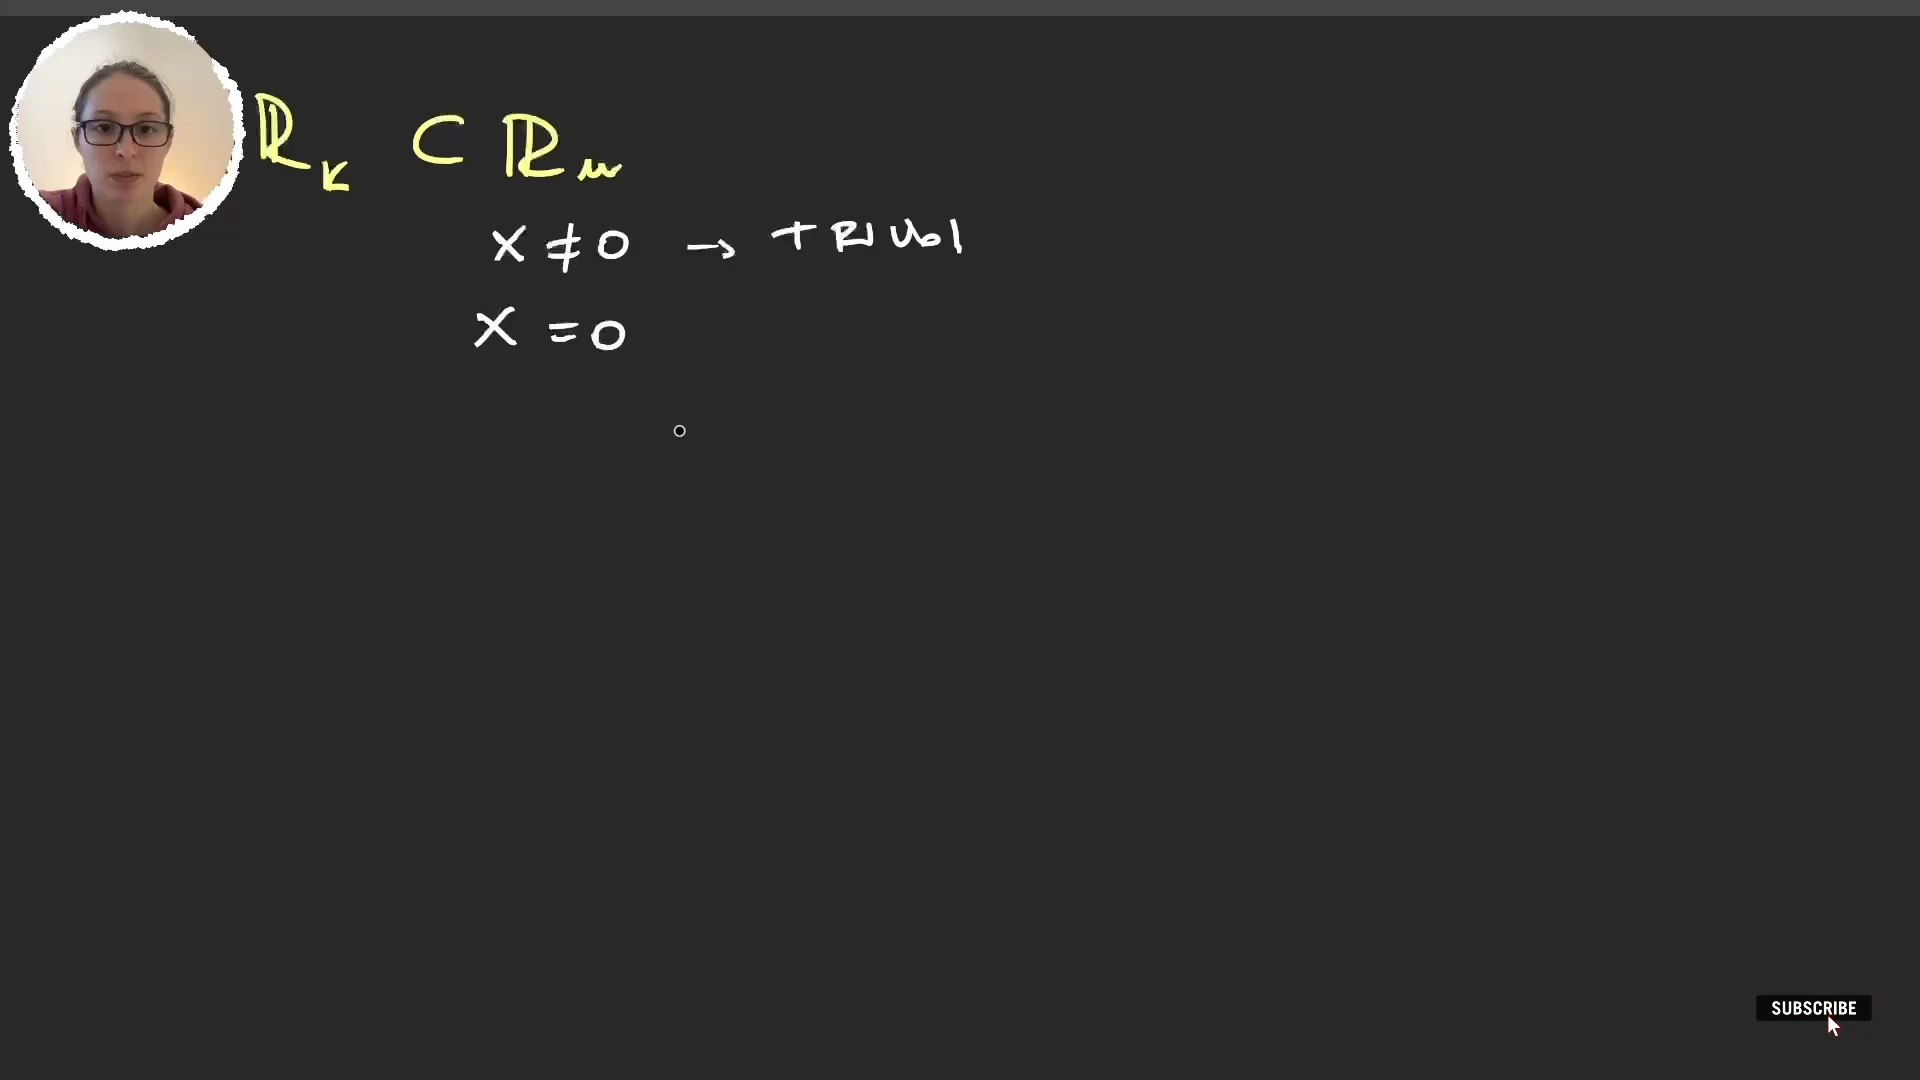 ℝ_K ⊂ ℝ_u
x ≠ 0 → TRIVIAL
x = 0
SUBSCRIBE